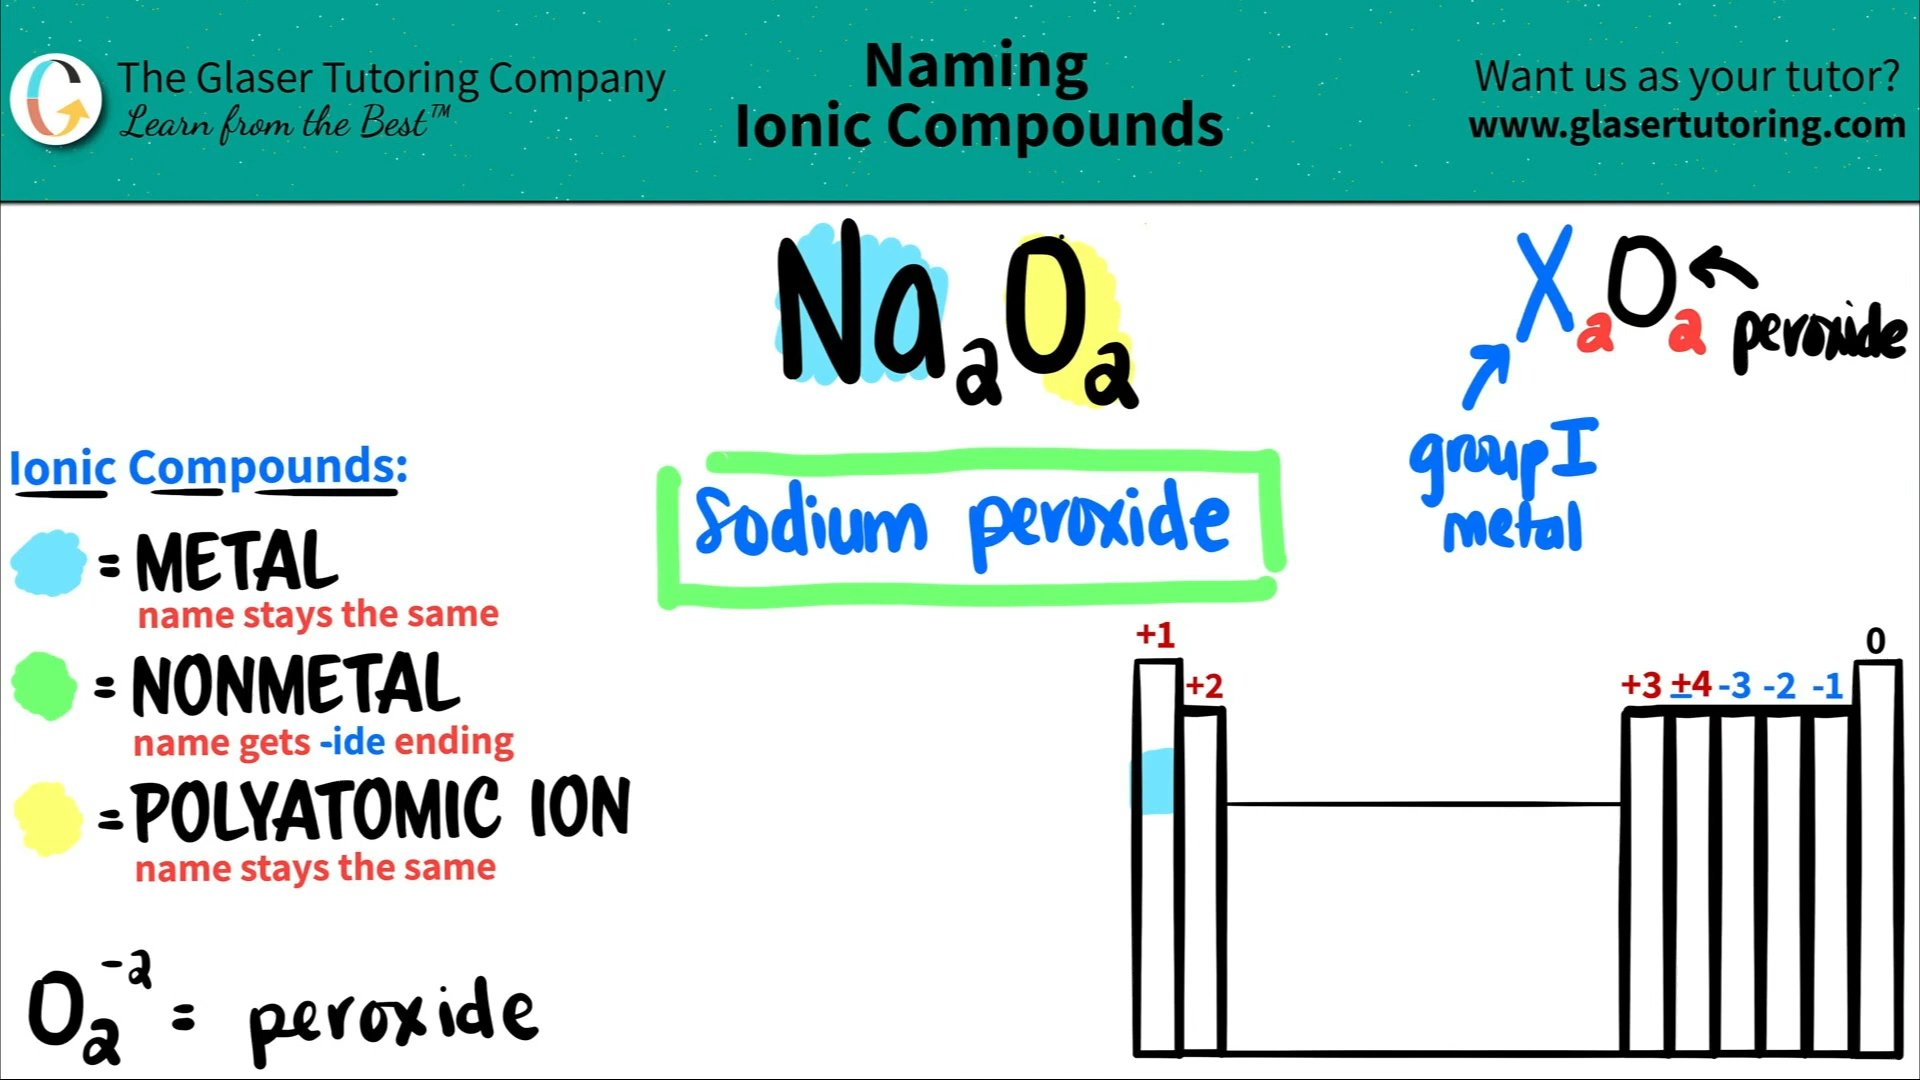 The Glaser Tutoring Company
Learn from the Best™
Naming
Ionic Compounds
Want us as your tutor?
www.glasertutoring.com
Na₂O₂
X₂O₂
peroxide
group I
metal
Sodium peroxide
Ionic Compounds:
= METAL
name stays the same
= NONMETAL
name gets -ide ending
= POLYATOMIC ION
name stays the same
O₂⁻² = peroxide
+1
+2
+3 ±4 -3 -2 -1
0